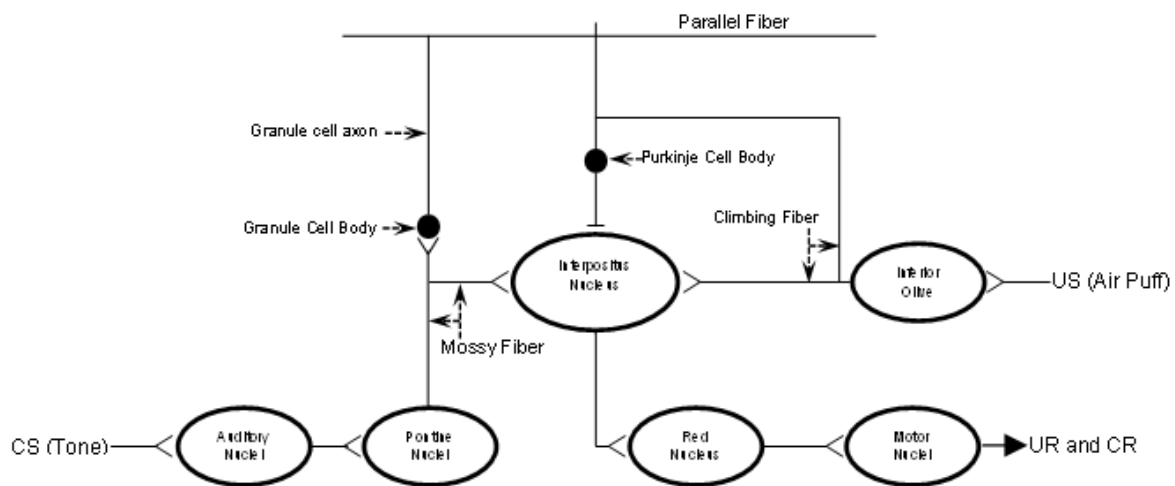 Parallel Fiber
Granule cell axon
Purkinje Cell Body
Granule Cell Body
Climbing Fiber
Interpositus
Nucleus
Inferior
Olive
US (Air Puff)
Mossy Fiber
CS (Tone)
Auditory
Nuclei
Pontine
Nuclei
Red
Nucleus
Motor
Nuclei
UR and CR